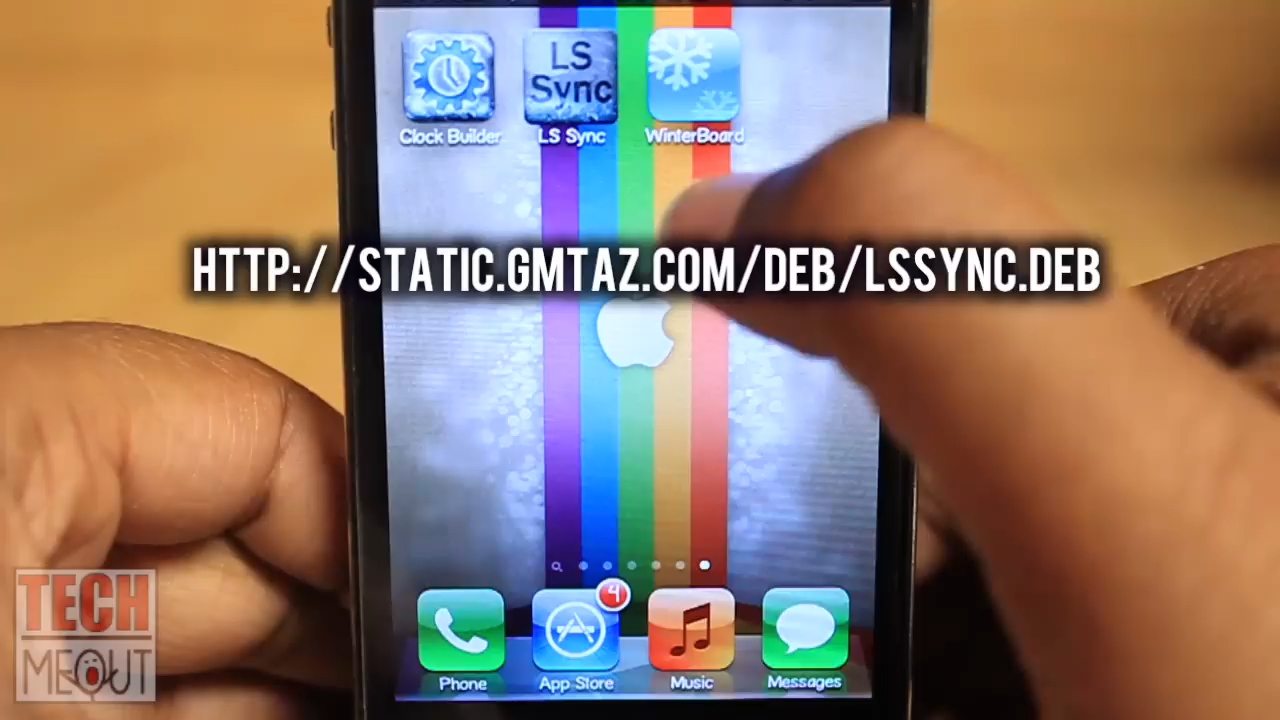 LS
Sync
Clock Builder
LS Sync
WinterBoard
HTTP://STATIC.GMTAZ.COM/DEB/LSSYNC.DEB
4
Phone
App Store
Music
Messages
TECH
MEOUT